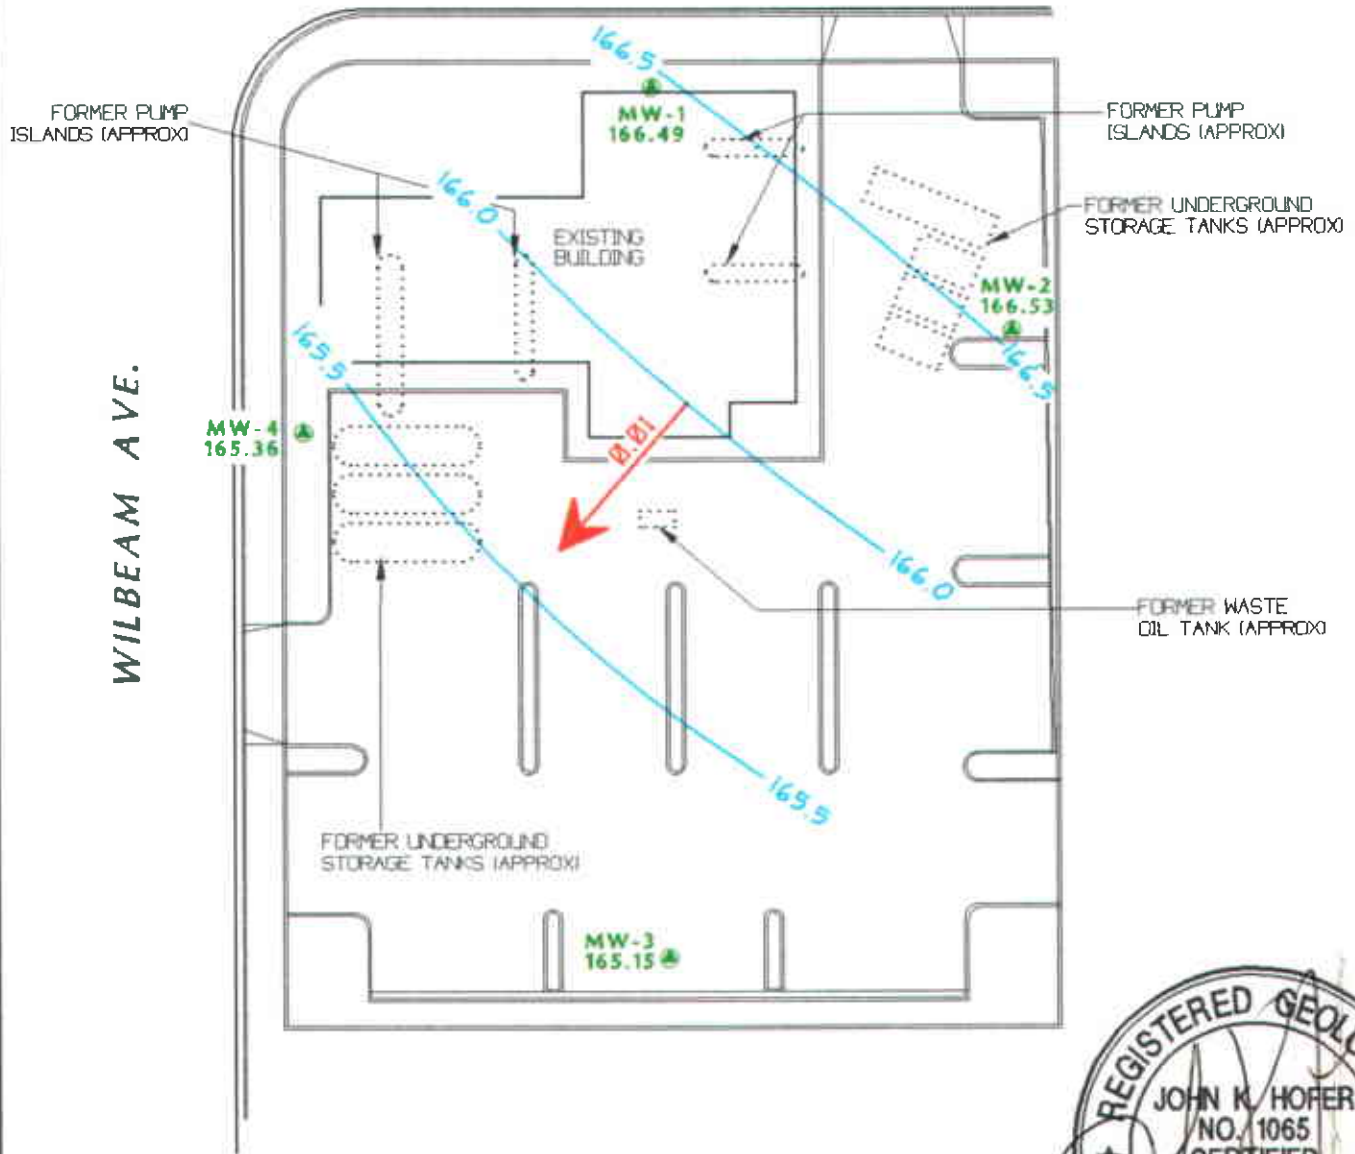 166.5
FORMER PUMP
ISLANDS (APPROX)
MW-1
166.49
FORMER PUMP
ISLANDS (APPROX)
166.0
FORMER UNDERGROUND
STORAGE TANKS (APPROX)
EXISTING
BUILDING
MW-2
166.53
165.5
166.5
WILBEAM AVE.
MW-4
165.36
0.01
166.0
FORMER WASTE
OIL TANK (APPROX)
165.5
FORMER UNDERGROUND
STORAGE TANKS (APPROX)
MW-3
165.15
REGISTERED GEOLO
JOHN K. HOFER
NO. 1065
CERTIFIED